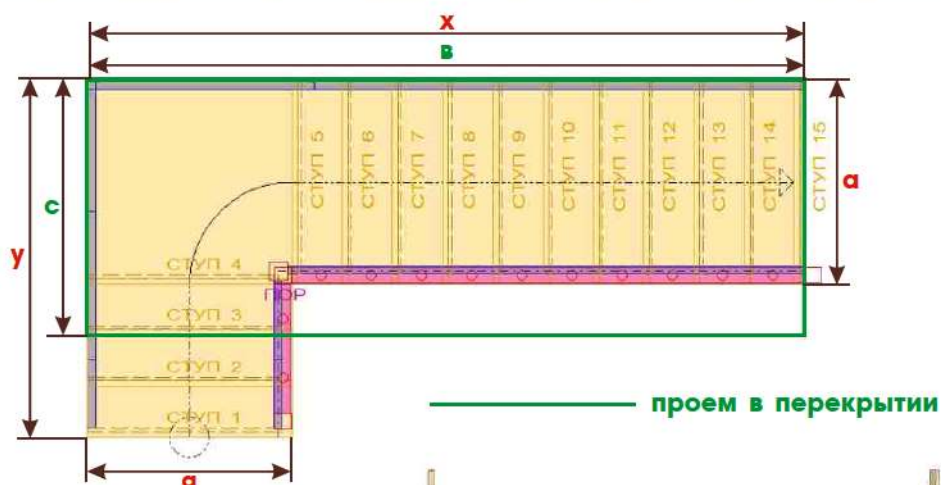 x
в
СТУП 5
СТУП 6
СТУП 7
СТУП 8
СТУП 9
СТУП 10
СТУП 11
СТУП 12
СТУП 13
СТУП 14
СТУП 15
а
с
у
СТУП 4
ПОР
СТУП 3
СТУП 2
СТУП 1
проем в перекрытии
а